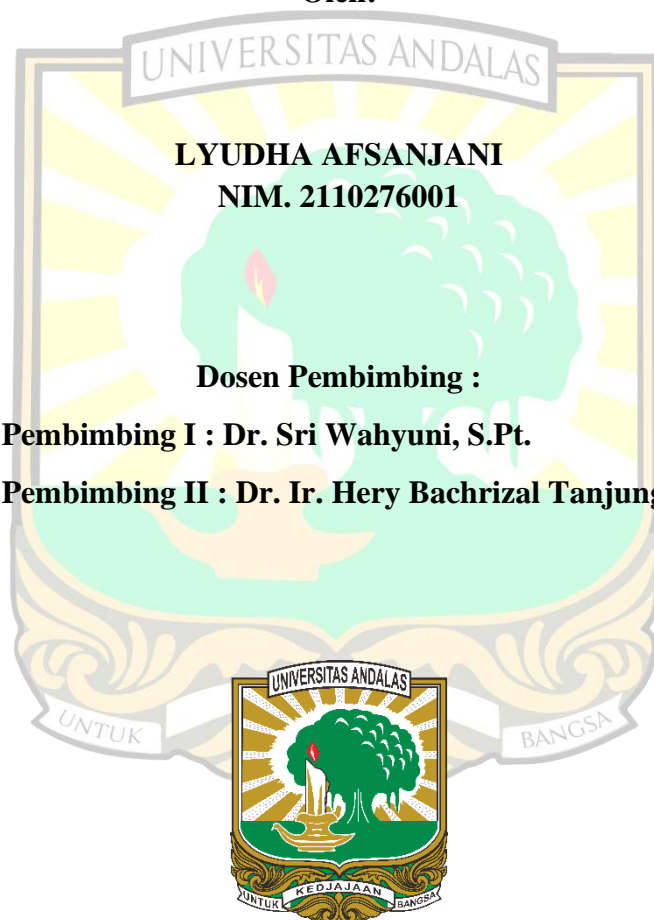 Oleh:
UNIVERSITAS ANDALAS
LYUDHA AFSANJANI
NIM. 2110276001
Dosen Pembimbing :
Pembimbing I : Dr. Sri Wahyuni, S.Pt.
Pembimbing II : Dr. Ir. Hery Bachrizal Tanjung
UNIVERSITAS ANDALAS
UNTUK
BANGSA
UNTUK KEDJAJAAN BANGSA